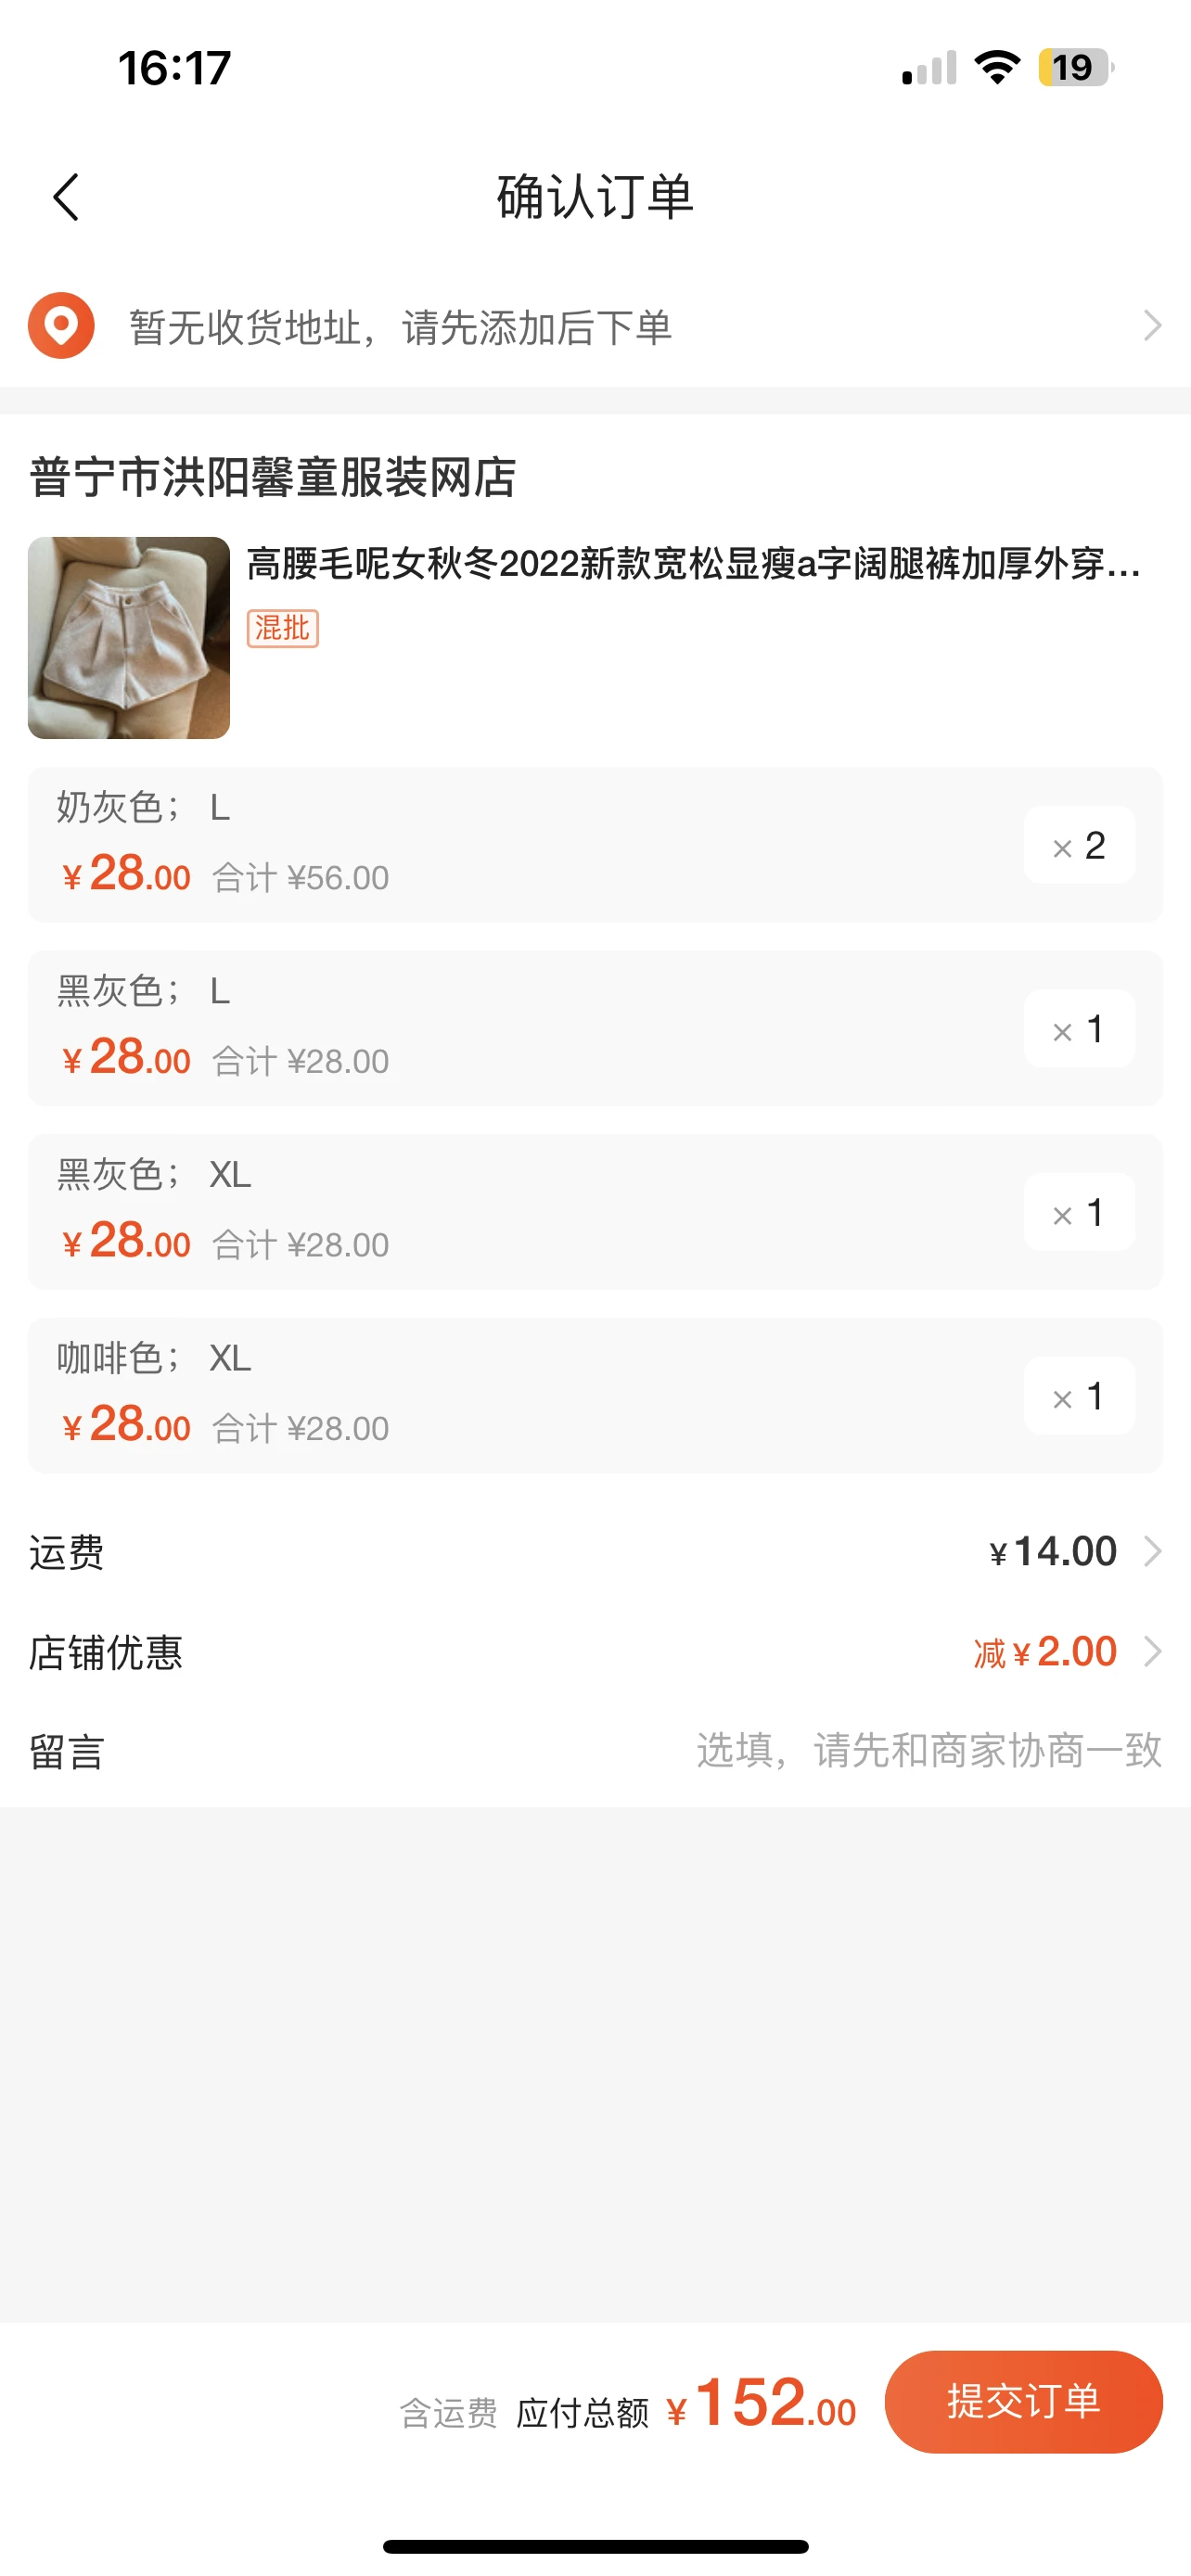 16:17
19
确认订单
暂无收货地址，请先添加后下单
普宁市洪阳馨童服装网店
高腰毛呢女秋冬2022新款宽松显瘦a字阔腿裤加厚外穿...
混批
奶灰色； L
× 2
¥28.00 合计 ¥56.00
黑灰色； L
× 1
¥28.00 合计 ¥28.00
黑灰色； XL
× 1
¥28.00 合计 ¥28.00
咖啡色； XL
× 1
¥28.00 合计 ¥28.00
运费 ¥14.00
店铺优惠 减¥2.00
留言 选填，请先和商家协商一致
含运费 应付总额 ¥152.00 提交订单